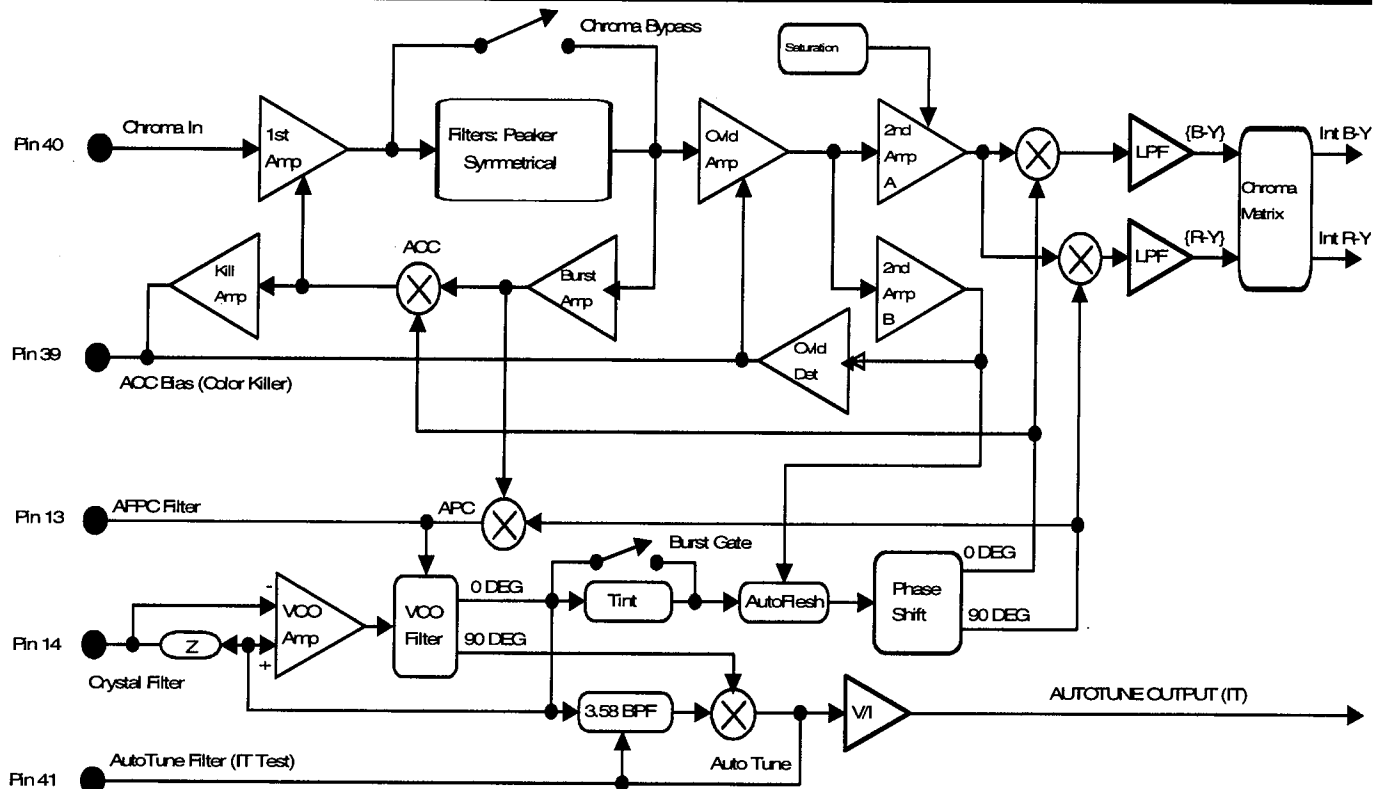 Chroma Bypass
Saturation
Pin 40
Chroma In
1st
Amp
Filters: Peaker
Symmetrical
Ovld
Amp
2nd
Amp
A
LPF
{B-Y}
Chroma
Matrix
Int B-Y
Kill
Amp
ACC
Burst
Amp
2nd
Amp
B
LPF
{R-Y}
Int R-Y
Pin 39
ACC Bias (Color Killer)
Ovld
Det
Pin 13
AFPC Filter
APC
Burst Gate
0 DEG
Pin 14
-
VCO
Amp
+
Z
Crystal Filter
VCO
Filter
0 DEG
90 DEG
Tint
AutoFlesh
Phase
Shift
90 DEG
3.58 BPF
Auto Tune
V/I
AUTOTUNE OUTPUT (IT)
Pin 41
AutoTune Filter (IT Test)